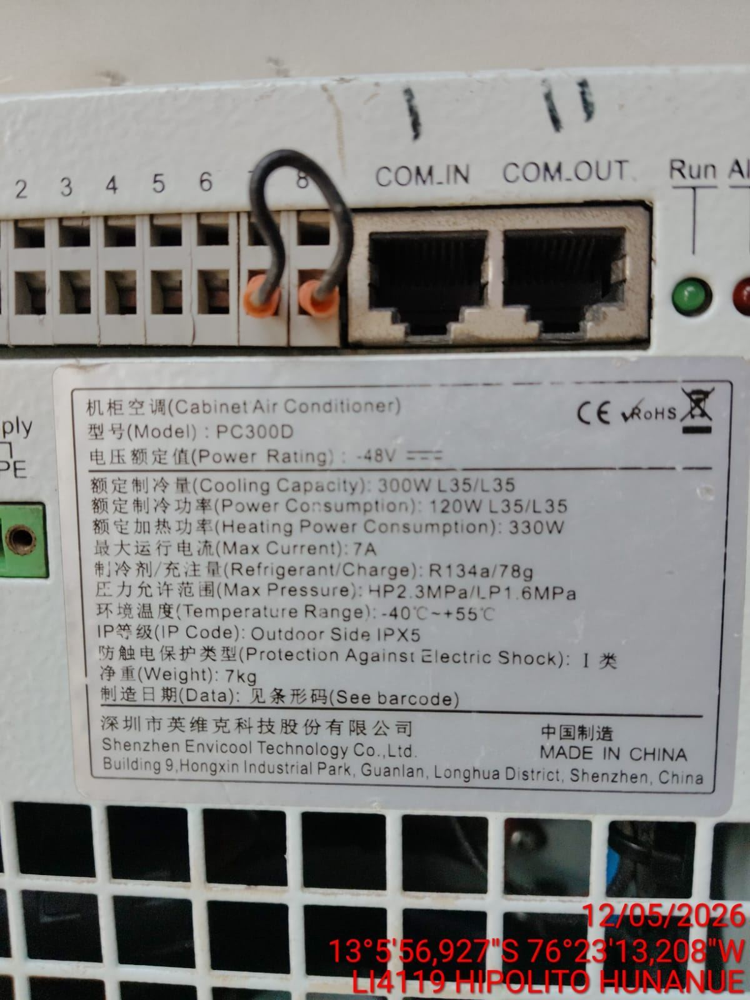 2 3 4 5 6 8
COM_IN COM_OUT Run
机柜空调(Cabinet Air Conditioner)
CE RoHS
型号(Model) : PC300D
电压额定值(Power Rating) : -48V
额定制冷量(Cooling Capacity): 300W L35/L35
额定制冷功率(Power Consumption): 120W L35/L35
额定加热功率(Heating Power Consumption): 330W
最大运行电流(Max Current): 7A
制冷剂/充注量(Refrigerant/Charge): R134a/78g
压力允许范围(Max Pressure): HP2.3MPa/LP1.6MPa
环境温度(Temperature Range): -40℃~+55℃
IP等级(IP Code): Outdoor Side IPX5
防触电保护类型(Protection Against Electric Shock): I 类
净重(Weight): 7kg
制造日期(Data): 见条形码(See barcode)
深圳市英维克科技股份有限公司
Shenzhen Envicool Technology Co.,Ltd.
Building 9,Hongxin Industrial Park, Guanlan, Longhua District, Shenzhen, China
中国制造
MADE IN CHINA
PE
12/05/2026
13°5'56,927"S 76°23'13,208"W
LI4119 HIPOLITO HUNANUE